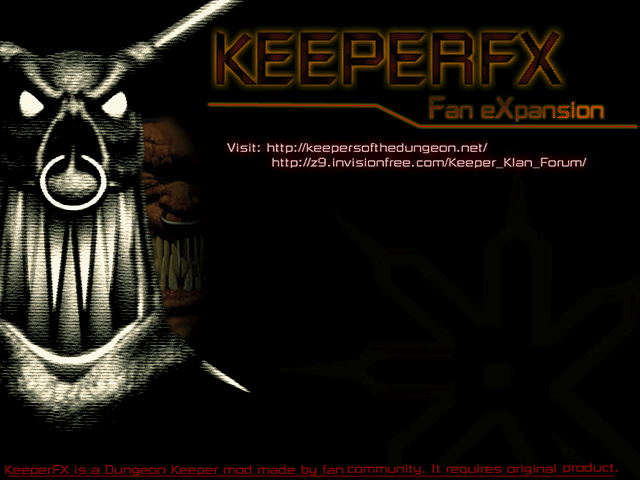 KEEPERFX
Fan eXpansion
Visit: http://keepersofthedungeon.net/
http://z9.invisionfree.com/Keeper_Klan_Forum/
KeeperFX is a Dungeon Keeper mod made by fan community. It requires original product.